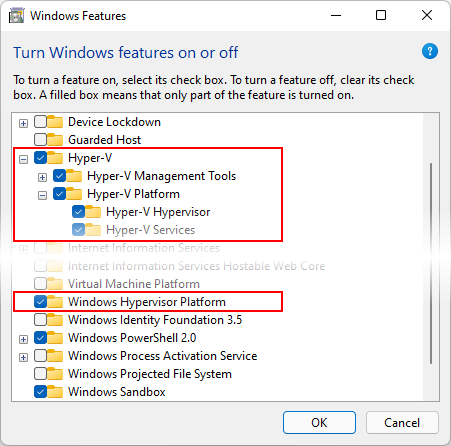 Windows Features
Turn Windows features on or off
?
To turn a feature on, select its check box. To turn a feature off, clear its check
box. A filled box means that only part of the feature is turned on.
Device Lockdown
Guarded Host
Hyper-V
Hyper-V Management Tools
Hyper-V Platform
Hyper-V Hypervisor
Hyper-V Services
Internet Information Services
Internet Information Services Hostable Web Core
Virtual Machine Platform
Windows Hypervisor Platform
Windows Identity Foundation 3.5
Windows PowerShell 2.0
Windows Process Activation Service
Windows Projected File System
Windows Sandbox
OK
Cancel